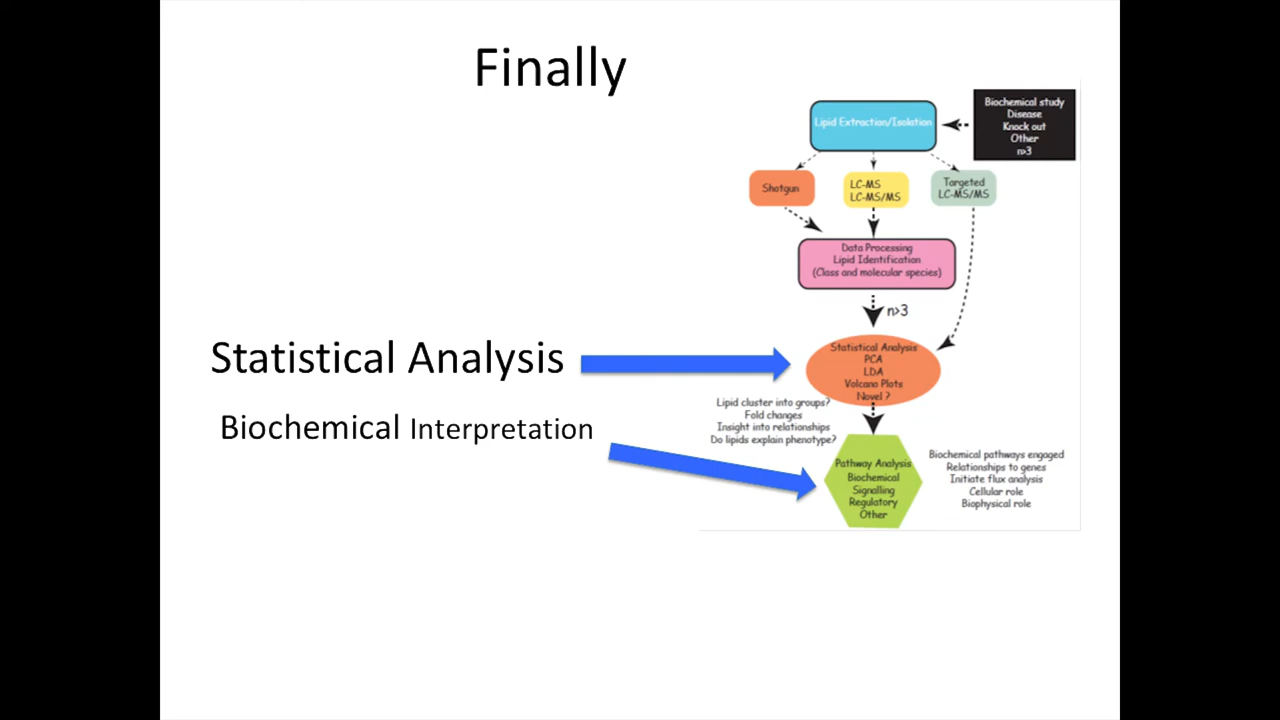 Finally
Biochemical study
Disease
Knock out
Other
n>3
Lipid Extraction/Isolation
Shotgun
LC-MS
LC-MS/MS
Targeted
LC-MS/MS
Data Processing
Lipid Identification
(Class and molecular species)
n>3
Statistical Analysis
Statistical Analysis
PCA
LDA
Volcano Plots
Novel ?
Biochemical Interpretation
Lipid cluster into groups?
Fold changes
Insight into relationships
Do lipids explain phenotype?
Pathway Analysis
Biochemical
Signalling
Regulatory
Other
Biochemical pathways engaged
Relationships to genes
Initiate flux analysis
Cellular role
Biophysical role